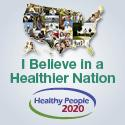 I Believe in a
Healthier Nation
Healthy People
2020